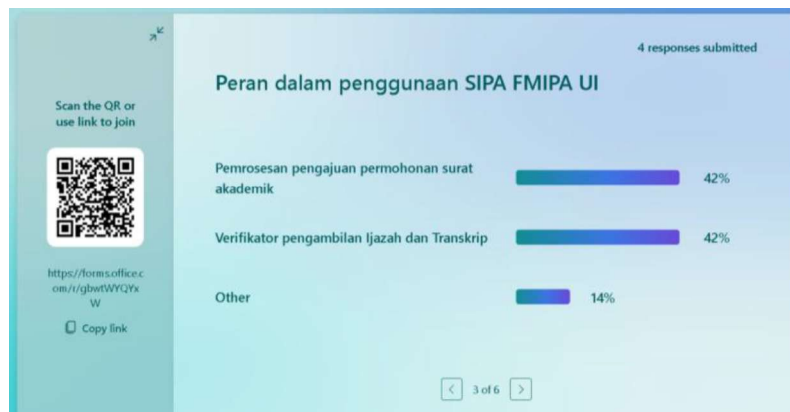 4 responses submitted
Peran dalam penggunaan SIPA FMIPA UI
Scan the QR or
use link to join
https://forms.office.c
om/r/gbwtWYQYx
W
Copy link
Pemrosesan pengajuan permohonan surat
akademik
42%
Verifikator pengambilan Ijazah dan Transkrip
42%
Other
14%
3 of 6